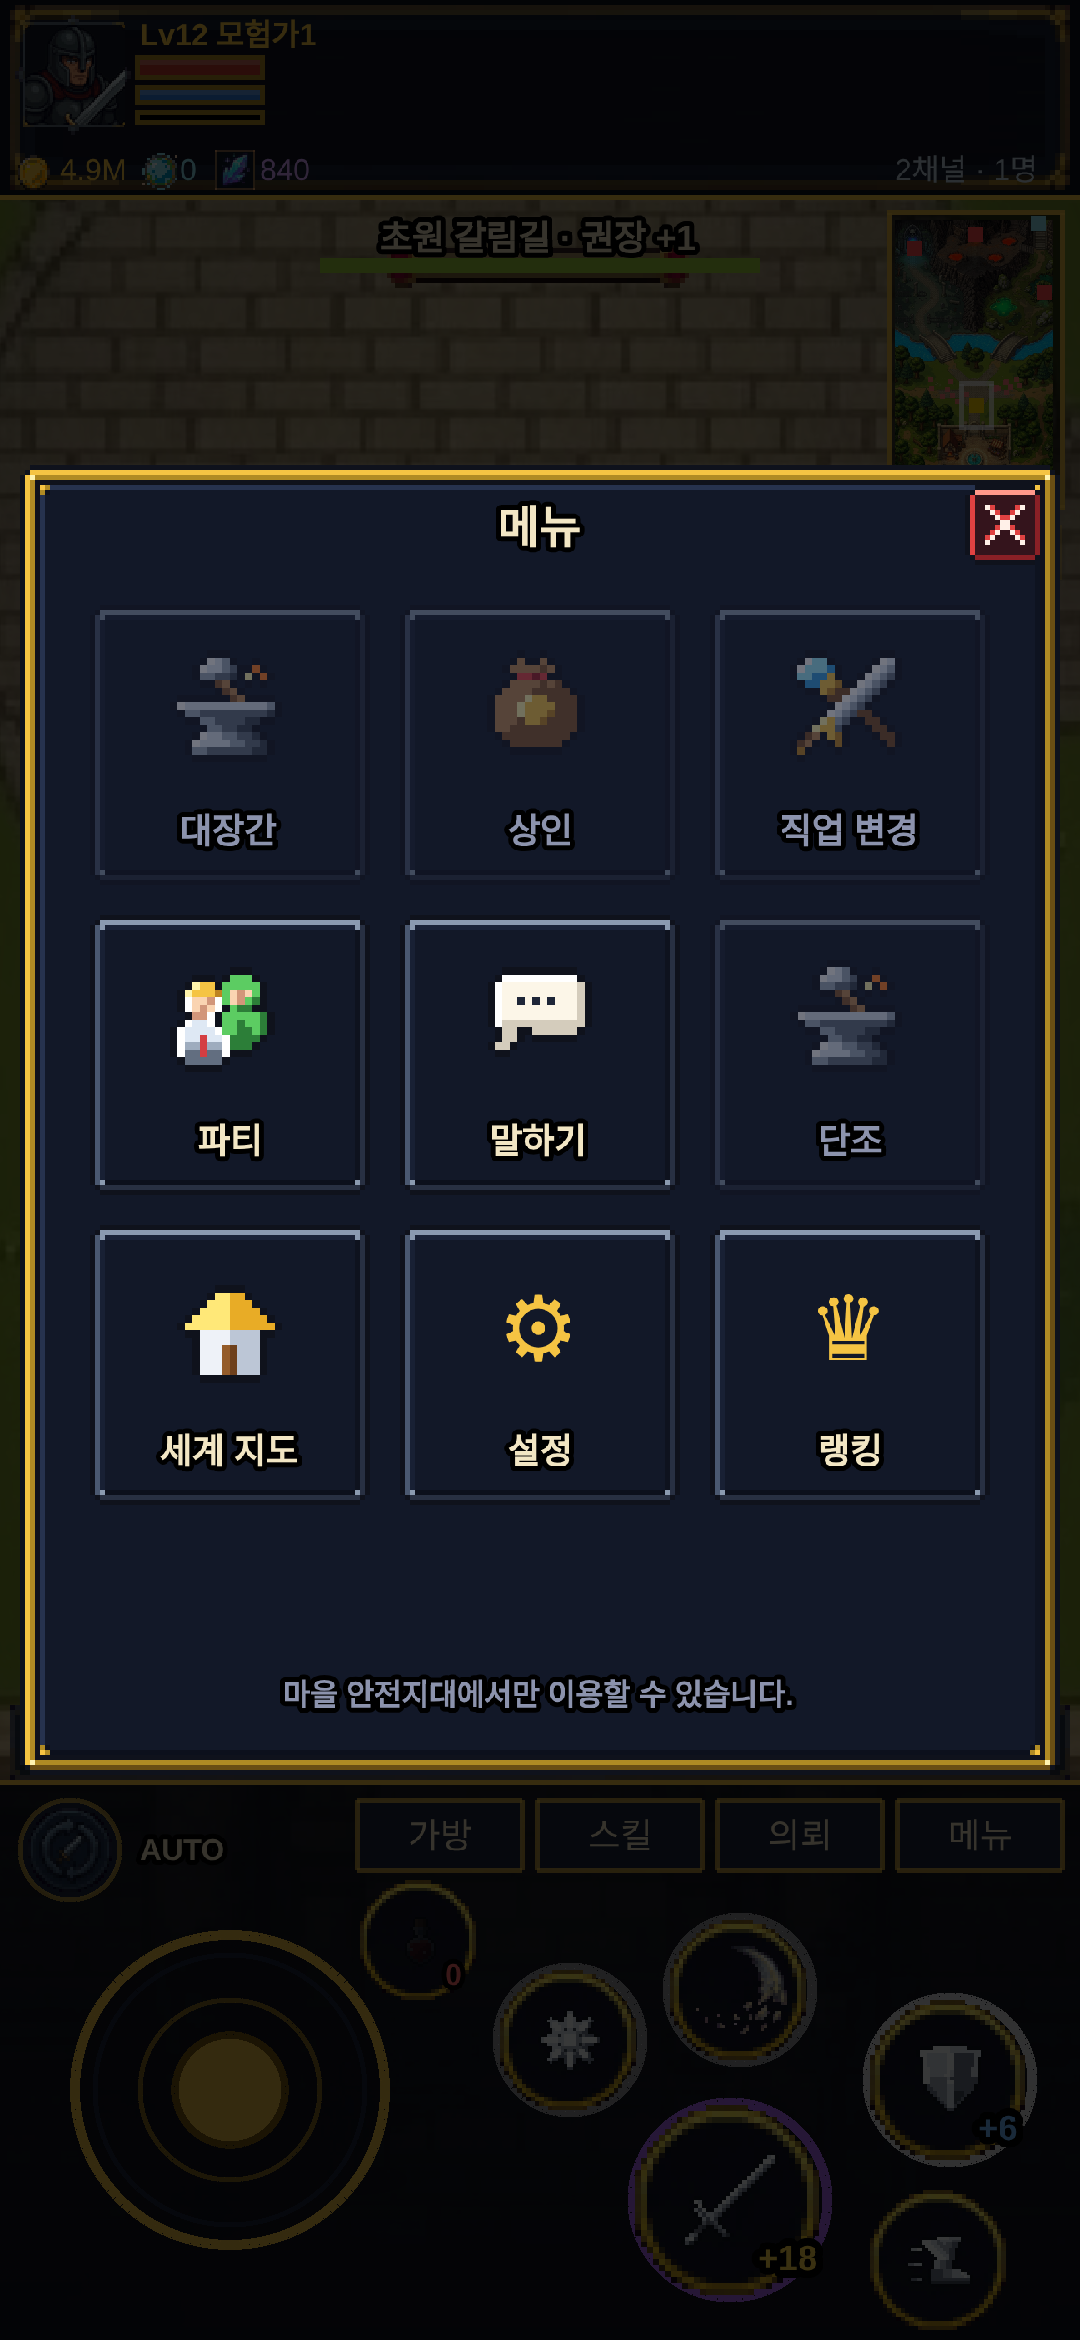 Lv12 모험가1
4.9M 0 840 2채널 · 1명
초원 갈림길 · 권장 +1
메뉴
대장간 상인 직업 변경
파티 말하기 단조
세계 지도 설정 랭킹
마을 안전지대에서만 이용할 수 있습니다.
AUTO 가방 스킬 의뢰 메뉴
0
+6
+18